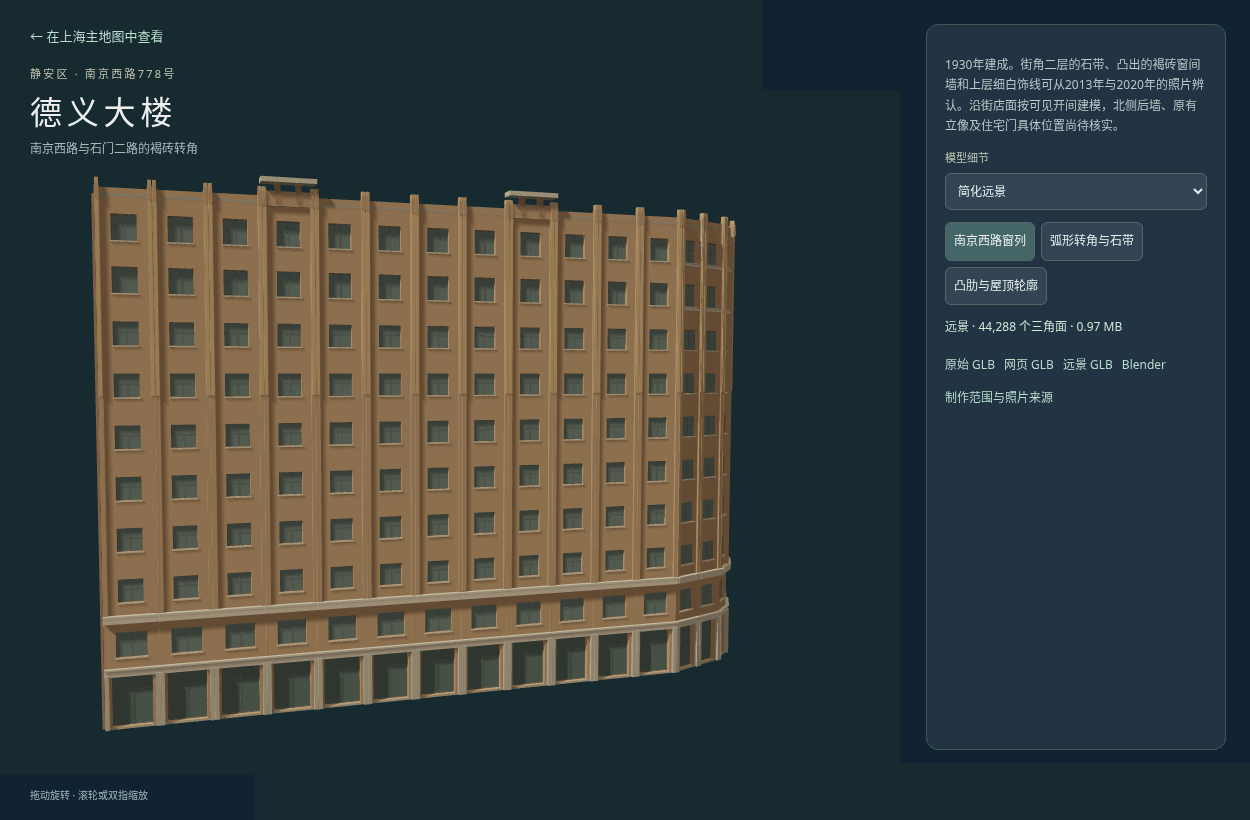 ← 在上海主地图中查看
静安区 · 南京西路778号
德义大楼
南京西路与石门二路的褐砖转角
1930年建成。街角二层的石带、凸出的褐砖窗间
墙和上层细白饰线可从2013年与2020年的照片辨
认。沿街店面按可见开间建模，北侧后墙、原有
立像及住宅门具体位置尚待核实。
模型细节
简化远景
南京西路窗列
弧形转角与石带
凸肋与屋顶轮廓
远景 · 44,288 个三角面 · 0.97 MB
原始 GLB 网页 GLB 远景 GLB Blender
制作范围与照片来源
拖动旋转 · 滚轮或双指缩放